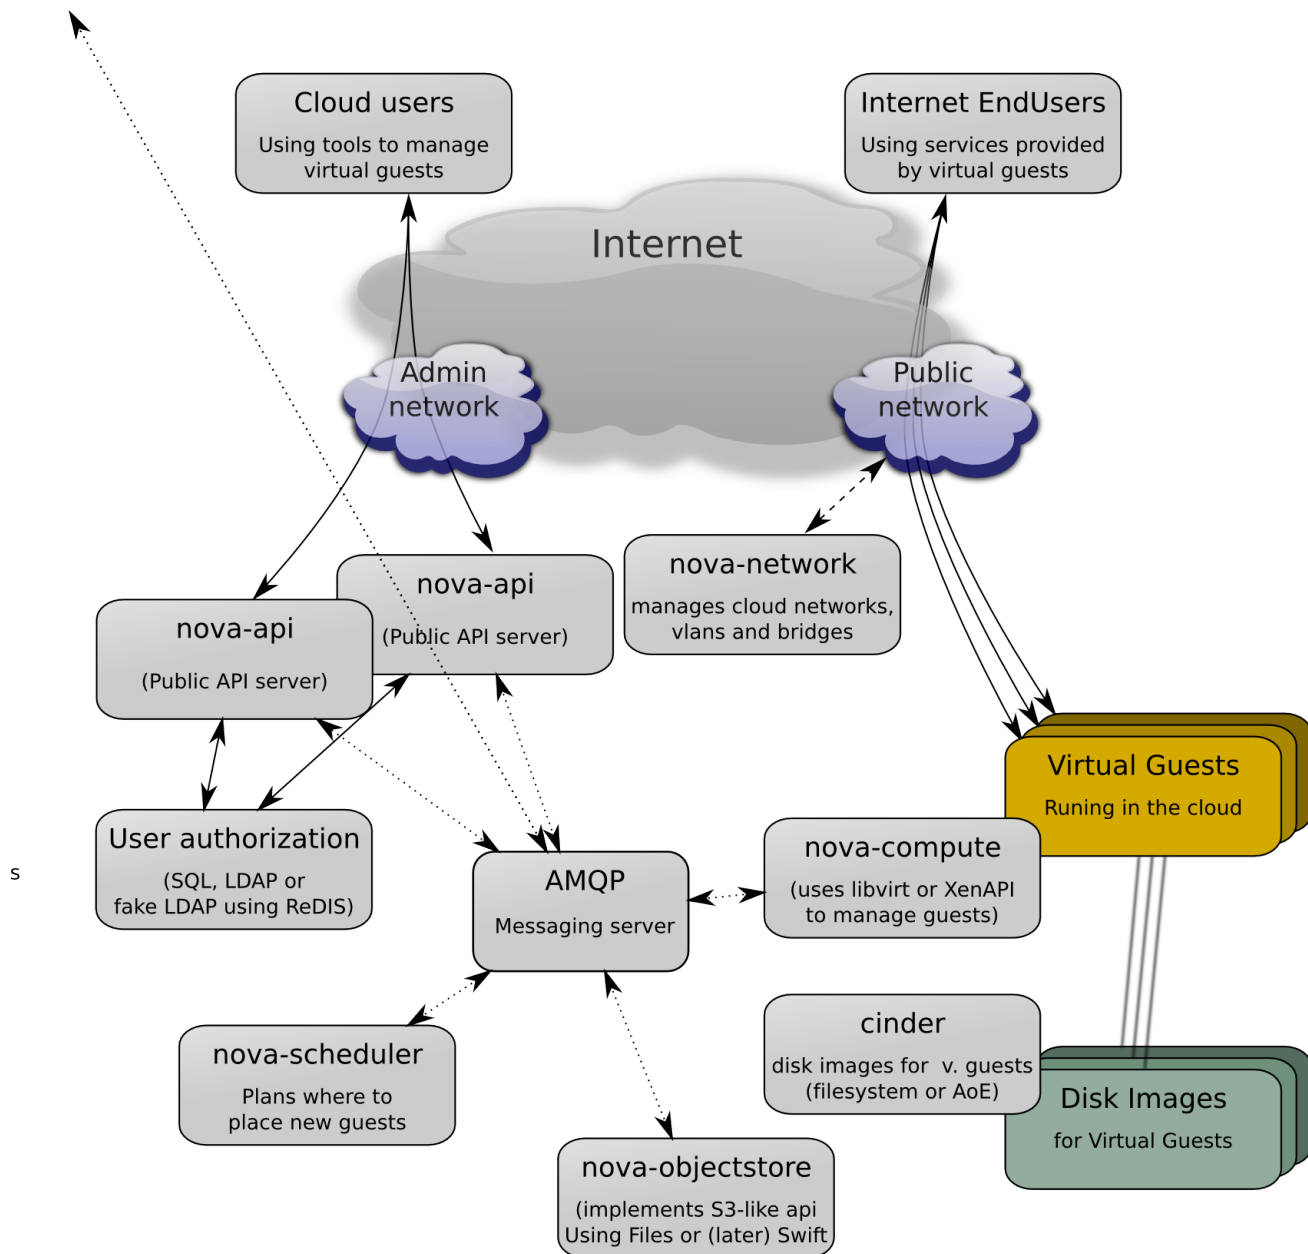 Cloud users
Using tools to manage
virtual guests
Internet EndUsers
Using services provided
by virtual guests
Internet
Admin
network
Public
network
nova-network
manages cloud networks,
vlans and bridges
nova-api
(Public API server)
nova-api
(Public API server)
Virtual Guests
Runing in the cloud
User authorization
(SQL, LDAP or
fake LDAP using ReDIS)
s
AMQP
Messaging server
nova-compute
(uses libvirt or XenAPI
to manage guests)
cinder
disk images for v. guests
(filesystem or AoE)
nova-scheduler
Plans where to
place new guests
Disk Images
for Virtual Guests
nova-objectstore
(implements S3-like api
Using Files or (later) Swift